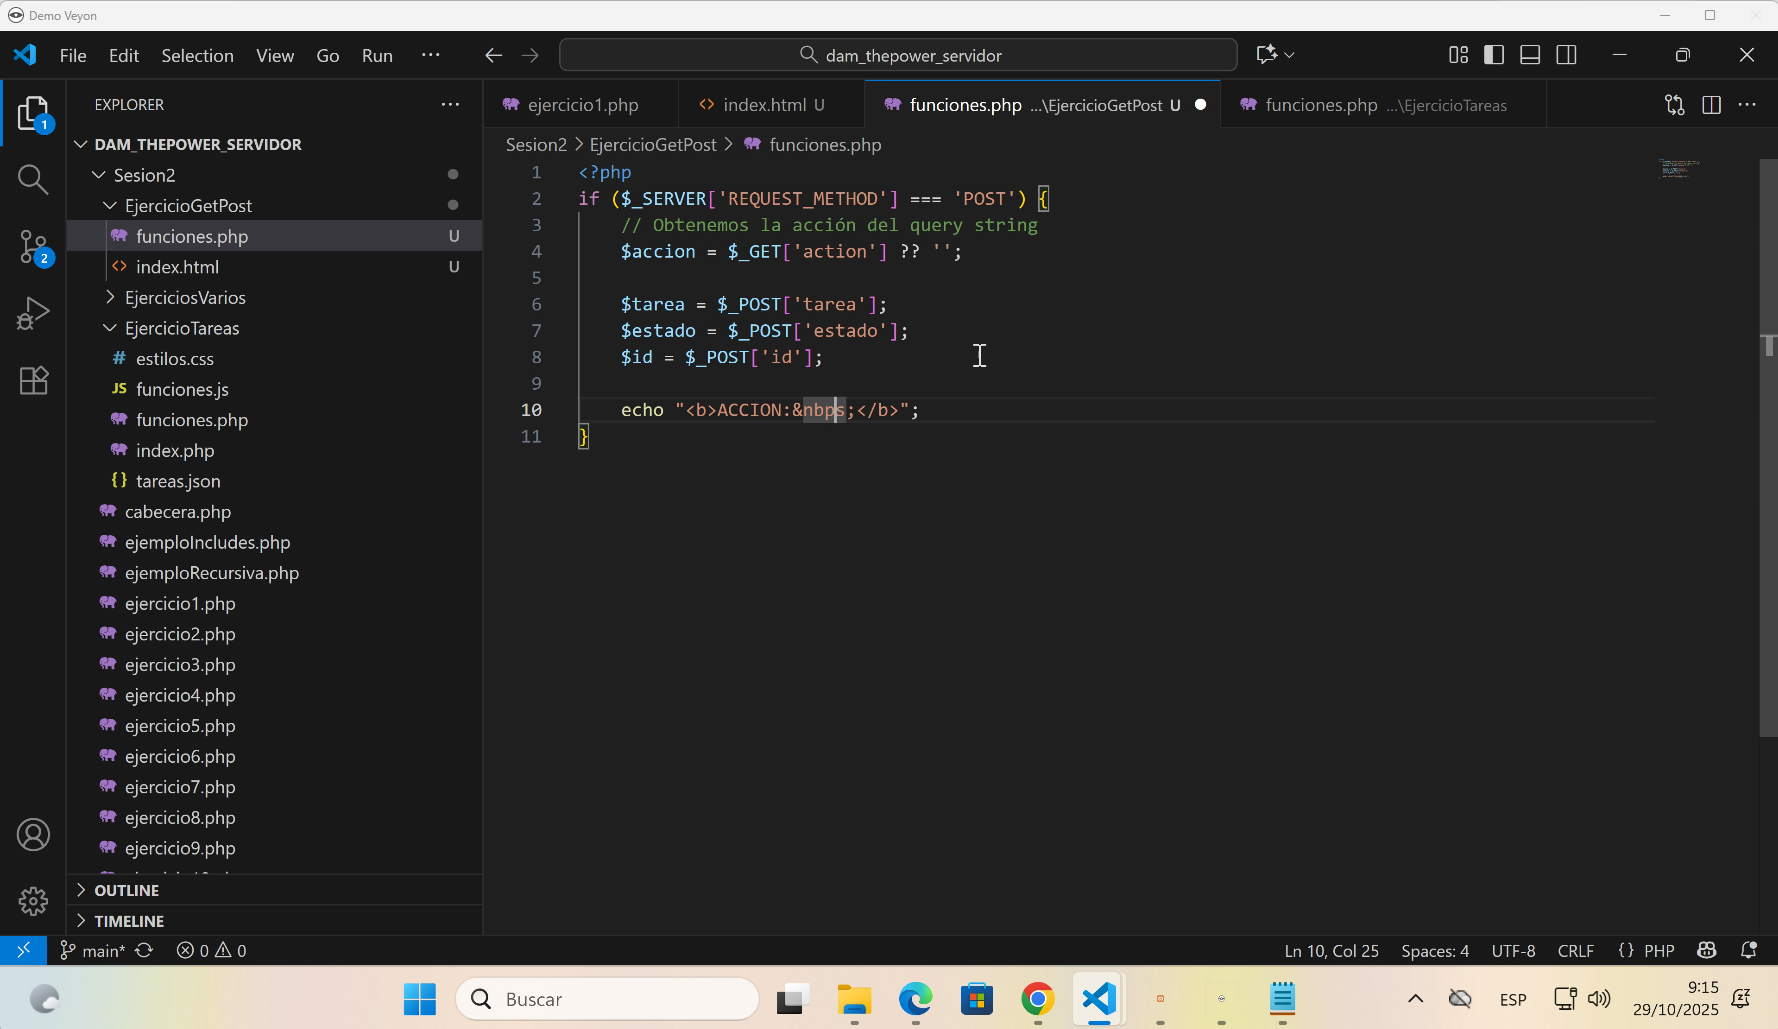 Demo Veyon
File Edit Selection View Go Run ···
dam_thepower_servidor
EXPLORER ···
DAM_THEPOWER_SERVIDOR
Sesion2
EjercicioGetPost
funciones.php U
index.html U
EjerciciosVarios
EjercicioTareas
# estilos.css
JS funciones.js
funciones.php
index.php
{} tareas.json
cabecera.php
ejemploIncludes.php
ejemploRecursiva.php
ejercicio1.php
ejercicio2.php
ejercicio3.php
ejercicio4.php
ejercicio5.php
ejercicio6.php
ejercicio7.php
ejercicio8.php
ejercicio9.php
OUTLINE
TIMELINE
1
2
ejercicio1.php
<> index.html U
funciones.php ...\EjercicioGetPost U
funciones.php ...\EjercicioTareas
Sesion2 > EjercicioGetPost > funciones.php
1 <?php
2 if ($_SERVER['REQUEST_METHOD'] === 'POST') {
3 // Obtenemos la acción del query string
4 $accion = $_GET['action'] ?? '';
5
6 $tarea = $_POST['tarea'];
7 $estado = $_POST['estado'];
8 $id = $_POST['id'];
9
10 echo "<b>ACCION:&nbps;</b>";
11 }
main* 0 0
Ln 10, Col 25 Spaces: 4 UTF-8 CRLF {} PHP
Buscar
ESP
9:15
29/10/2025